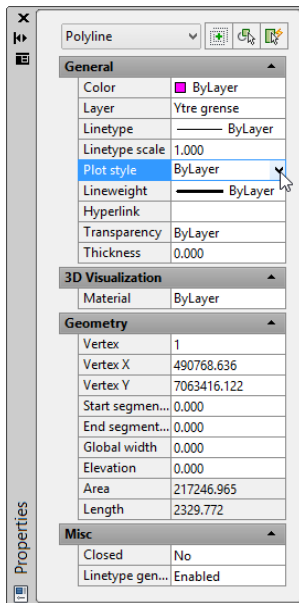 Polyline
General
Color ByLayer
Layer Ytre grense
Linetype ByLayer
Linetype scale 1.000
Plot style ByLayer
Lineweight ByLayer
Hyperlink
Transparency ByLayer
Thickness 0.000
3D Visualization
Material ByLayer
Geometry
Vertex 1
Vertex X 490768.636
Vertex Y 7063416.122
Start segmen... 0.000
End segment... 0.000
Global width 0.000
Elevation 0.000
Area 217246.965
Length 2329.772
Misc
Closed No
Linetype gen... Enabled
Properties